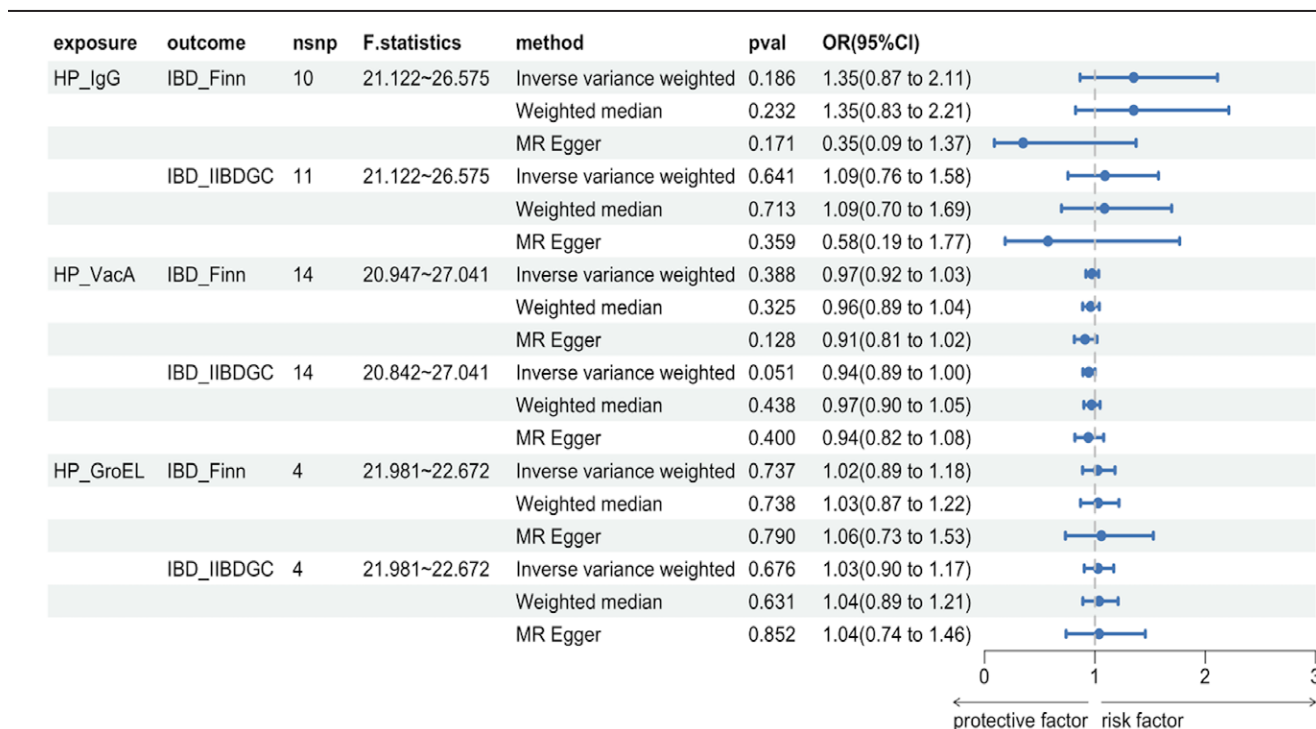 exposure outcome nsnp F.statistics method pval OR(95%CI)
HP_IgG IBD_Finn 10 21.122~26.575 Inverse variance weighted 0.186 1.35(0.87 to 2.11)
Weighted median 0.232 1.35(0.83 to 2.21)
MR Egger 0.171 0.35(0.09 to 1.37)
IBD_IIBDGC 11 21.122~26.575 Inverse variance weighted 0.641 1.09(0.76 to 1.58)
Weighted median 0.713 1.09(0.70 to 1.69)
MR Egger 0.359 0.58(0.19 to 1.77)
HP_VacA IBD_Finn 14 20.947~27.041 Inverse variance weighted 0.388 0.97(0.92 to 1.03)
Weighted median 0.325 0.96(0.89 to 1.04)
MR Egger 0.128 0.91(0.81 to 1.02)
IBD_IIBDGC 14 20.842~27.041 Inverse variance weighted 0.051 0.94(0.89 to 1.00)
Weighted median 0.438 0.97(0.90 to 1.05)
MR Egger 0.400 0.94(0.82 to 1.08)
HP_GroEL IBD_Finn 4 21.981~22.672 Inverse variance weighted 0.737 1.02(0.89 to 1.18)
Weighted median 0.738 1.03(0.87 to 1.22)
MR Egger 0.790 1.06(0.73 to 1.53)
IBD_IIBDGC 4 21.981~22.672 Inverse variance weighted 0.676 1.03(0.90 to 1.17)
Weighted median 0.631 1.04(0.89 to 1.21)
MR Egger 0.852 1.04(0.74 to 1.46)
0 1 2 3
protective factor risk factor